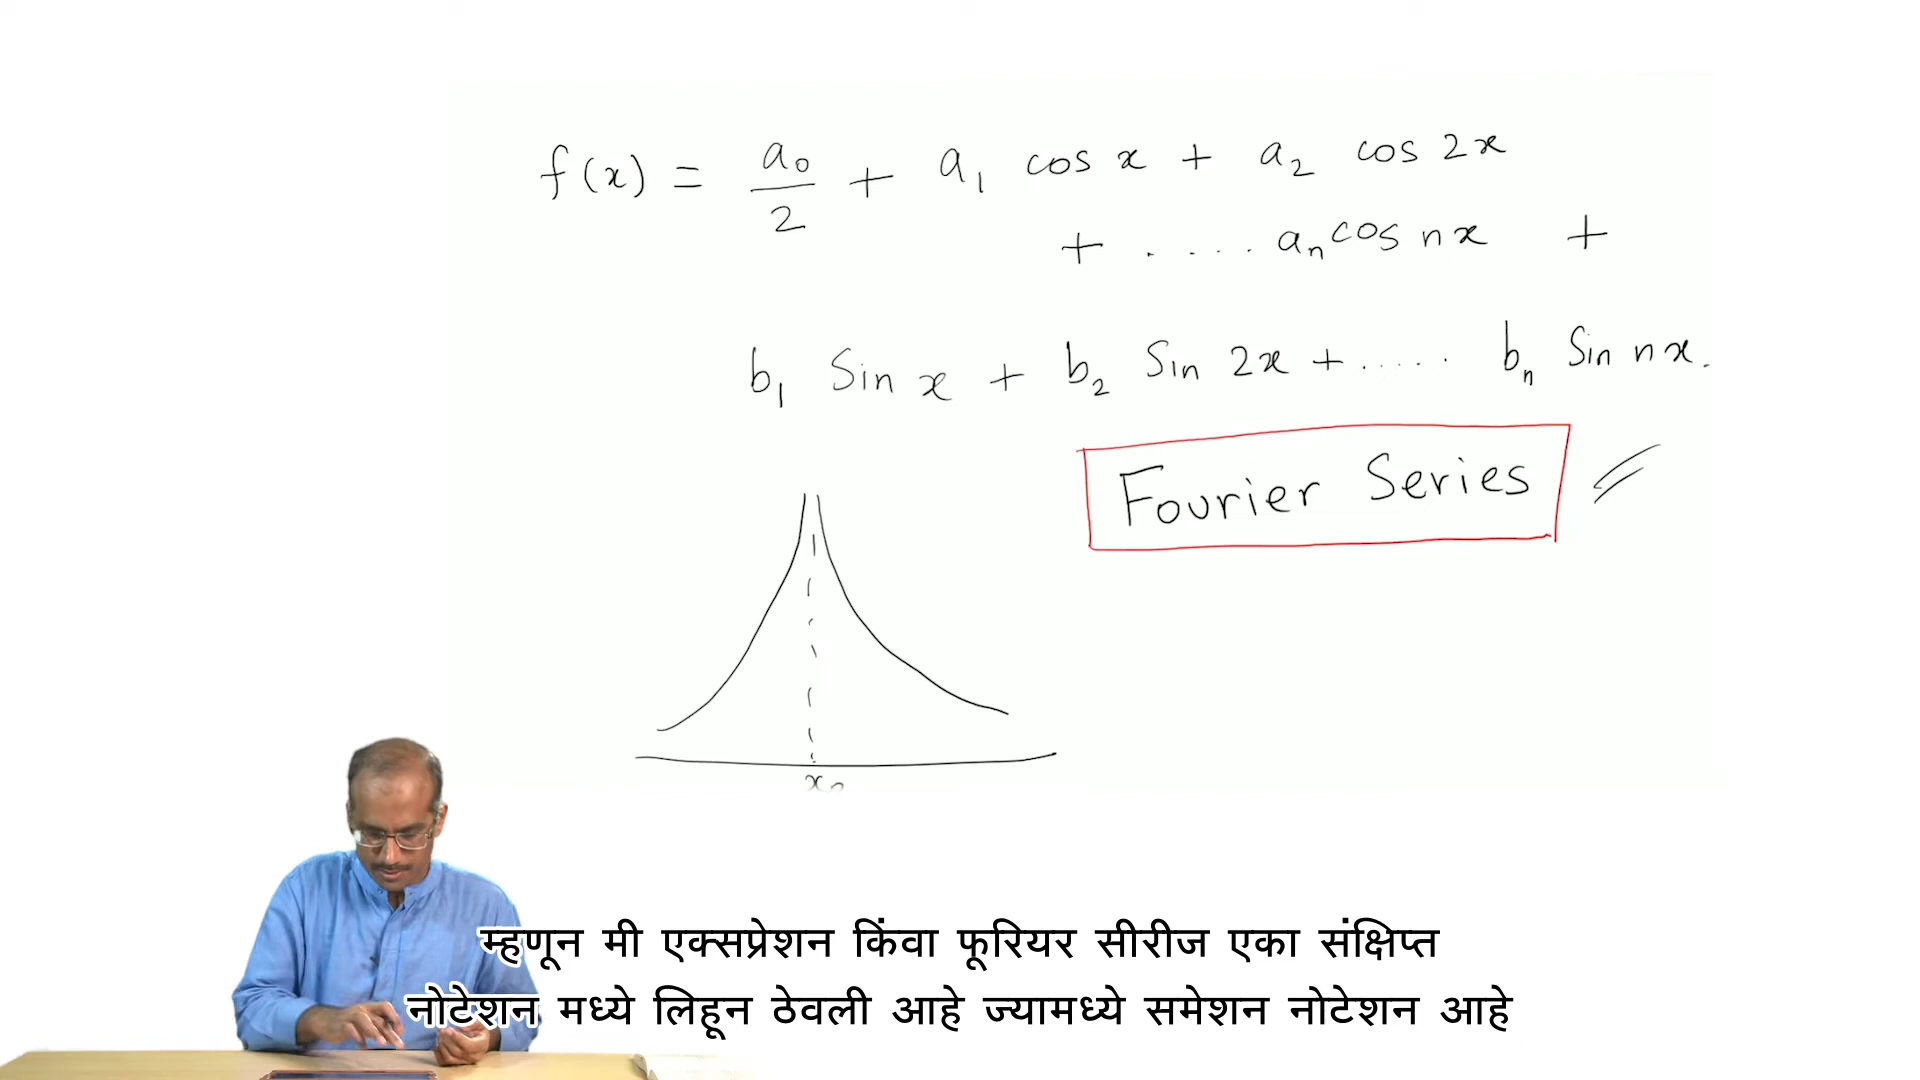 f(x) = a₀/2 + a₁ cos x + a₂ cos 2x
+ ..... aₙ cos nx +
b₁ Sin x + b₂ Sin 2x + ..... bₙ Sin nx.
Fourier Series
म्हणून मी एक्सप्रेशन किंवा फूरियर सीरीज एका संक्षिप्त
नोटेशन मध्ये लिहून ठेवली आहे ज्यामध्ये समेशन नोटेशन आहे